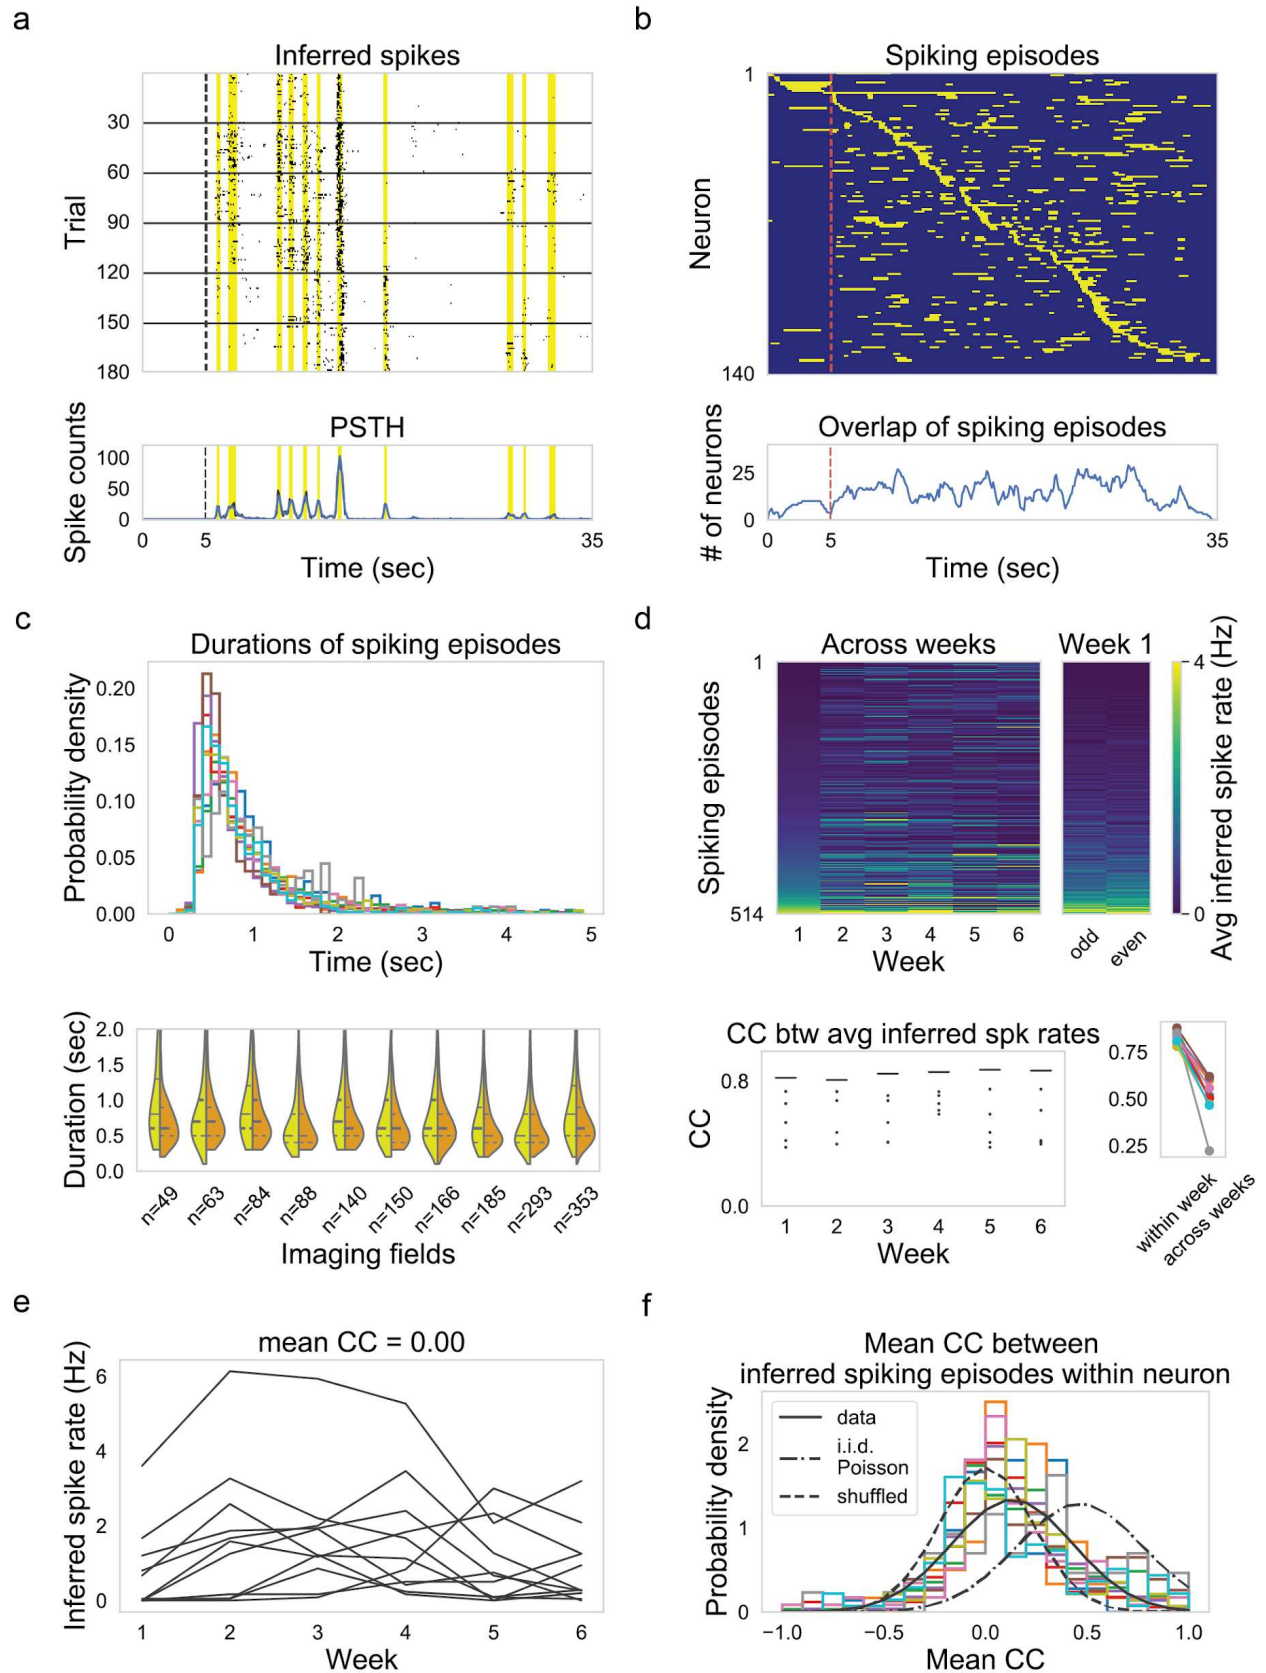 a
Inferred spikes
Trial
30
60
90
120
150
180
PSTH
Spike counts
100
50
0
0
5
35
Time (sec)
b
Spiking episodes
Neuron
1
140
Overlap of spiking episodes
# of neurons
25
0
0
5
35
Time (sec)
c
Durations of spiking episodes
Probability density
0.20
0.15
0.10
0.05
0.00
0
1
2
3
4
5
Time (sec)
Duration (sec)
2.0
1.5
1.0
0.5
0.0
n=49
n=63
n=84
n=88
n=140
n=150
n=166
n=185
n=293
n=353
Imaging fields
d
Across weeks
Week 1
Spiking episodes
1
514
1
2
3
4
5
6
Week
odd
even
4
0
Avg inferred spike rate (Hz)
CC btw avg inferred spk rates
CC
0.8
0.0
1
2
3
4
5
6
Week
0.75
0.50
0.25
within week
across weeks
e
mean CC = 0.00
Inferred spike rate (Hz)
6
4
2
0
1
2
3
4
5
6
Week
f
Mean CC between
inferred spiking episodes within neuron
Probability density
2
1
0
data
i.i.d.
Poisson
shuffled
−1.0
−0.5
0.0
0.5
1.0
Mean CC